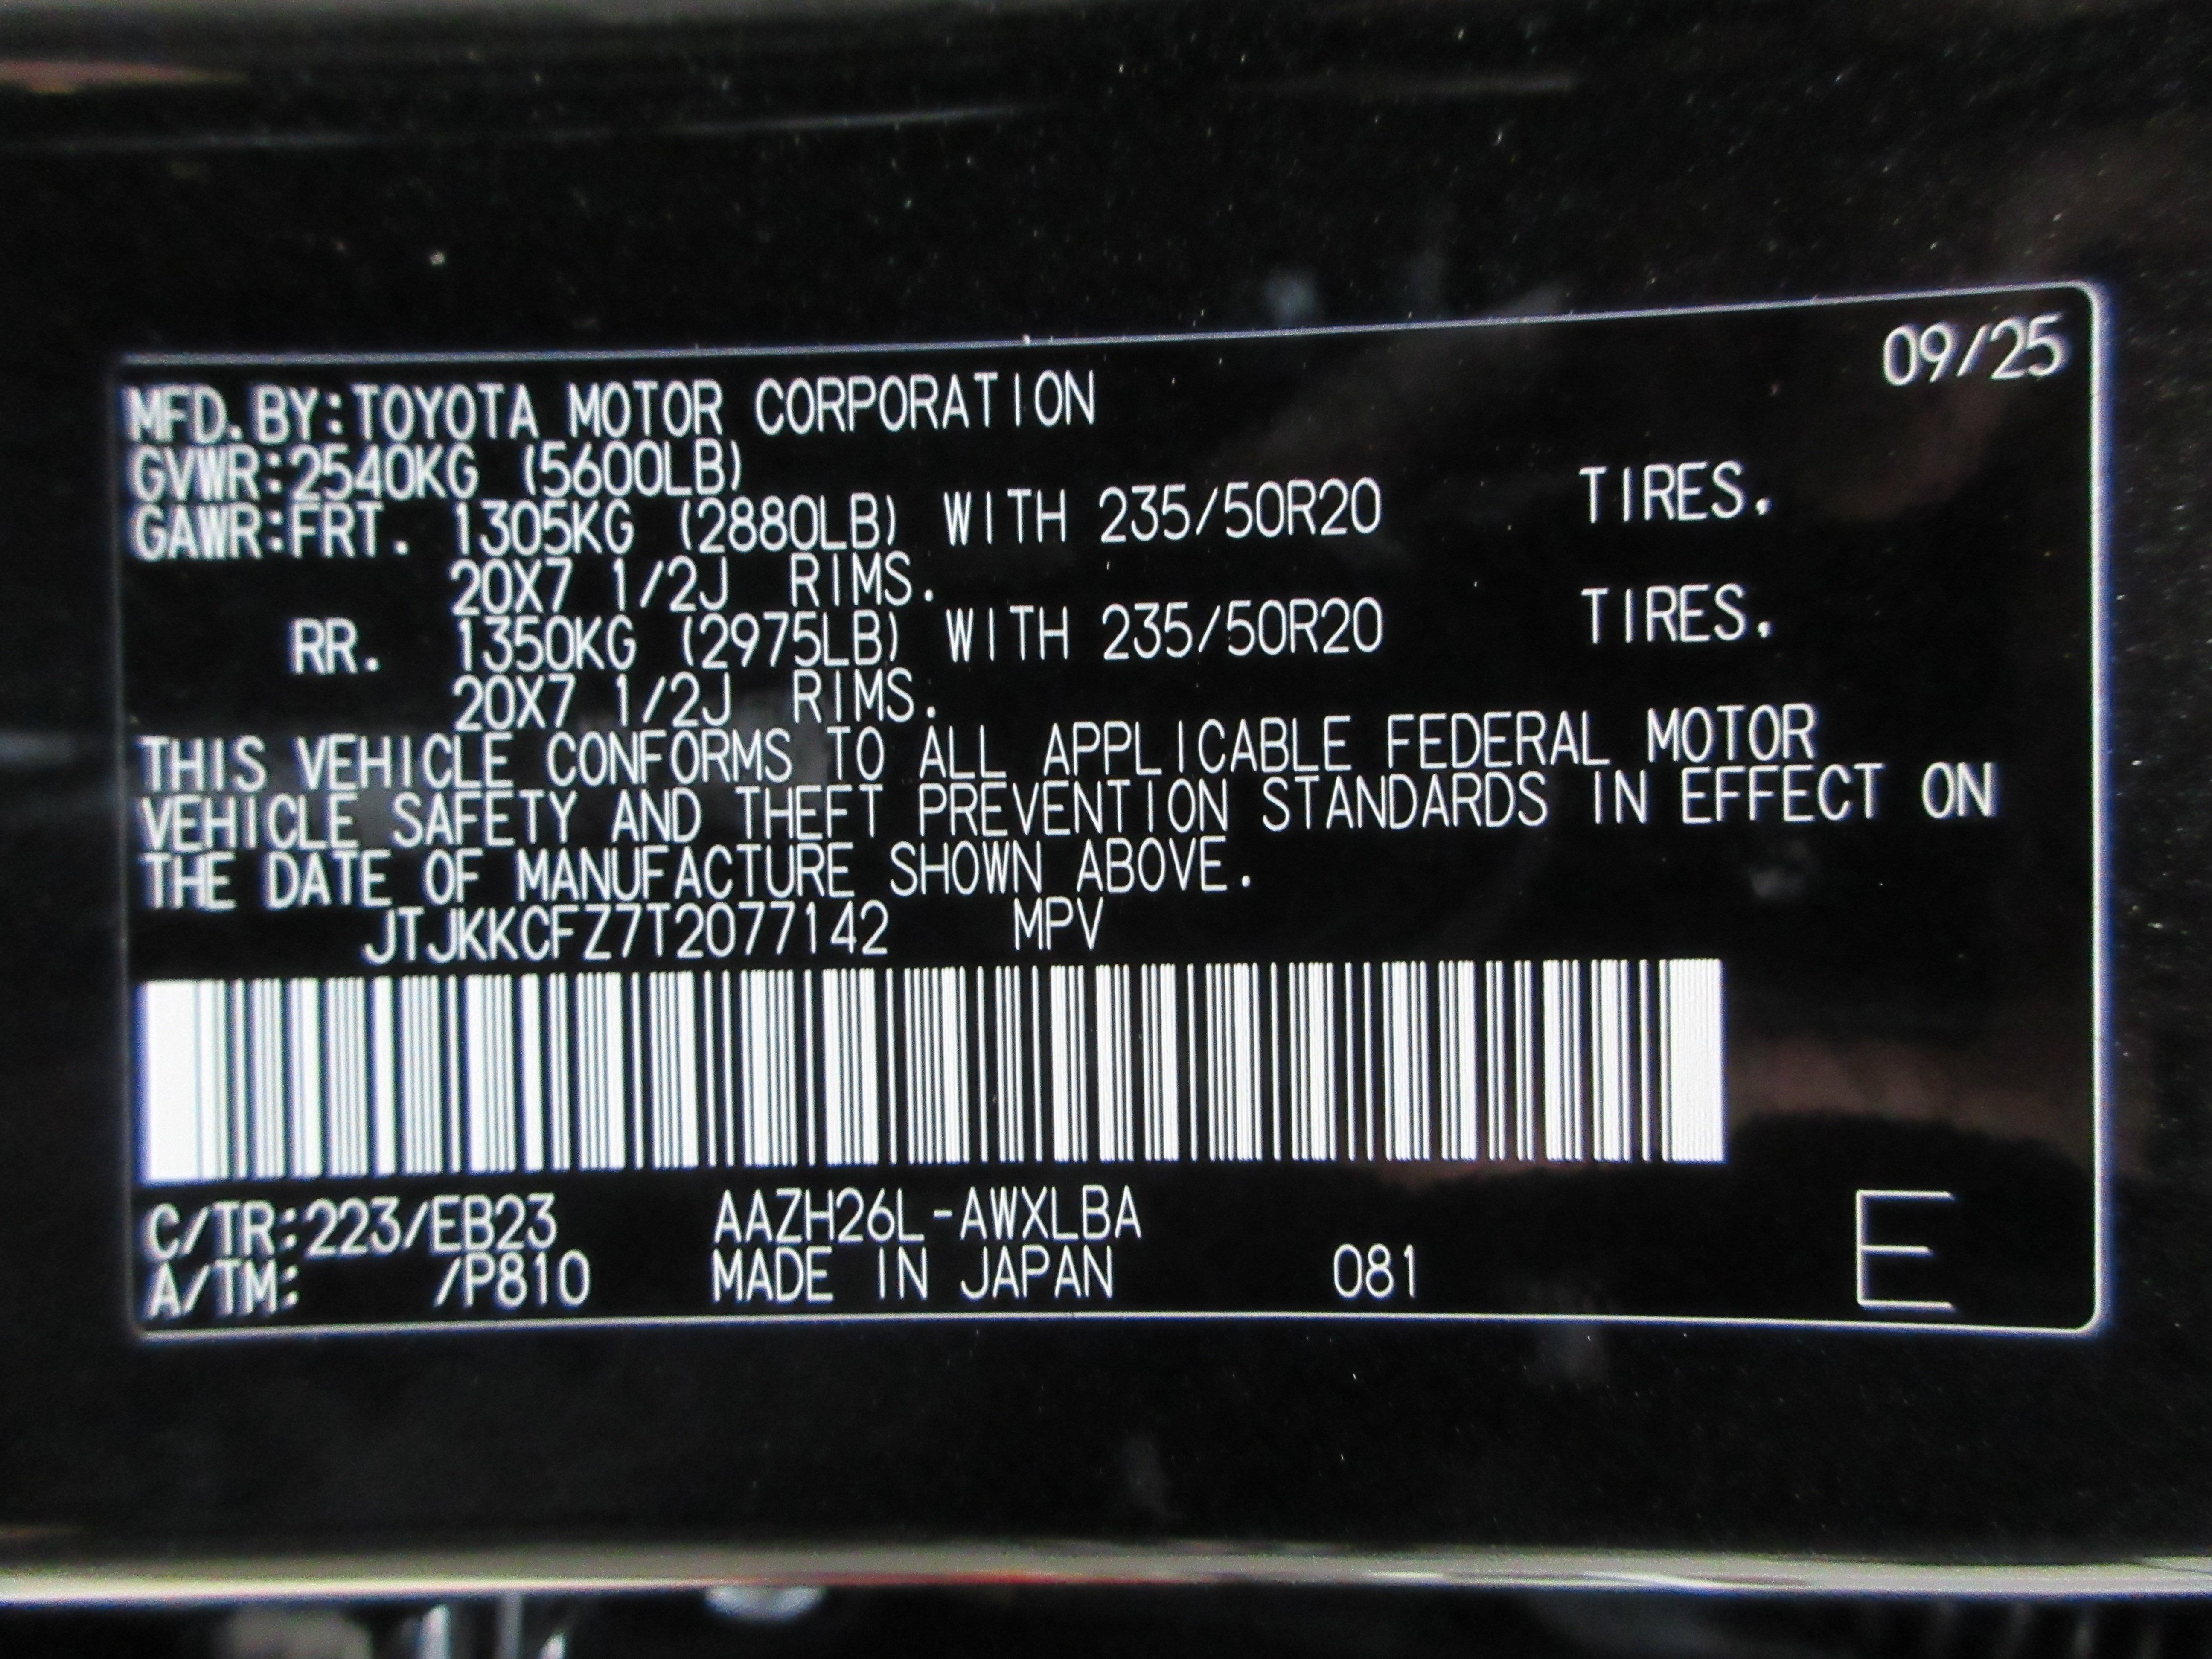 09/25
MFD.BY:TOYOTA MOTOR CORPORATION
GVWR:2540KG (5600LB)
GAWR:FRT. 1305KG (2880LB) WITH 235/50R20 TIRES.
20X7 1/2J RIMS.
RR. 1350KG (2975LB) WITH 235/50R20 TIRES.
20X7 1/2J RIMS.
THIS VEHICLE CONFORMS TO ALL APPLICABLE FEDERAL MOTOR
VEHICLE SAFETY AND THEFT PREVENTION STANDARDS IN EFFECT ON
THE DATE OF MANUFACTURE SHOWN ABOVE.
JTJKKCFZ7T2077142 MPV
C/TR:223/EB23 AAZH26L-AWXLBA
A/TM: /P810 MADE IN JAPAN 081 E